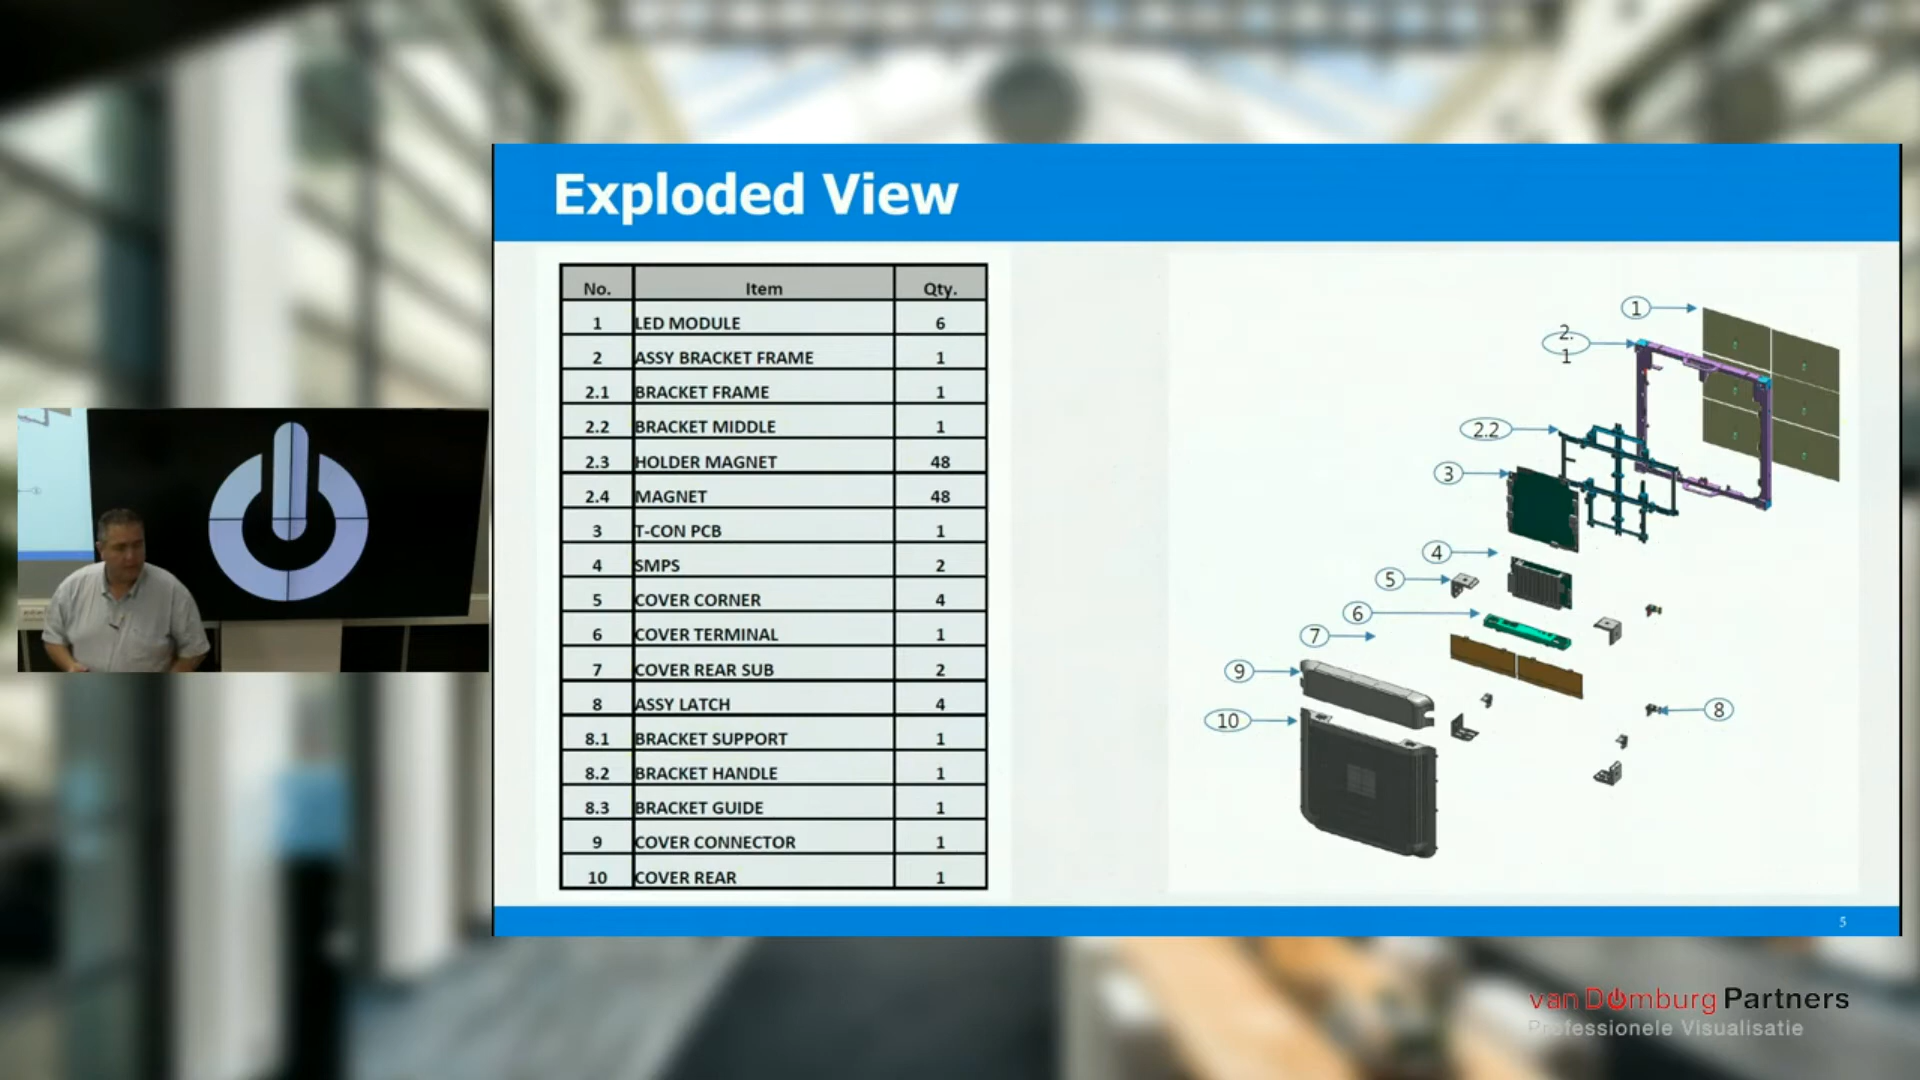 Exploded View
No. Item Qty.
1 LED MODULE 6
2 ASSY BRACKET FRAME 1
2.1 BRACKET FRAME 1
2.2 BRACKET MIDDLE 1
2.3 HOLDER MAGNET 48
2.4 MAGNET 48
3 T-CON PCB 1
4 SMPS 2
5 COVER CORNER 4
6 COVER TERMINAL 1
7 COVER REAR SUB 2
8 ASSY LATCH 4
8.1 BRACKET SUPPORT 1
8.2 BRACKET HANDLE 1
8.3 BRACKET GUIDE 1
9 COVER CONNECTOR 1
10 COVER REAR 1
1
2.
1
2.2
3
4
5
6
7
9
8
10
5
van Domburg Partners
Professionele Visualisatie